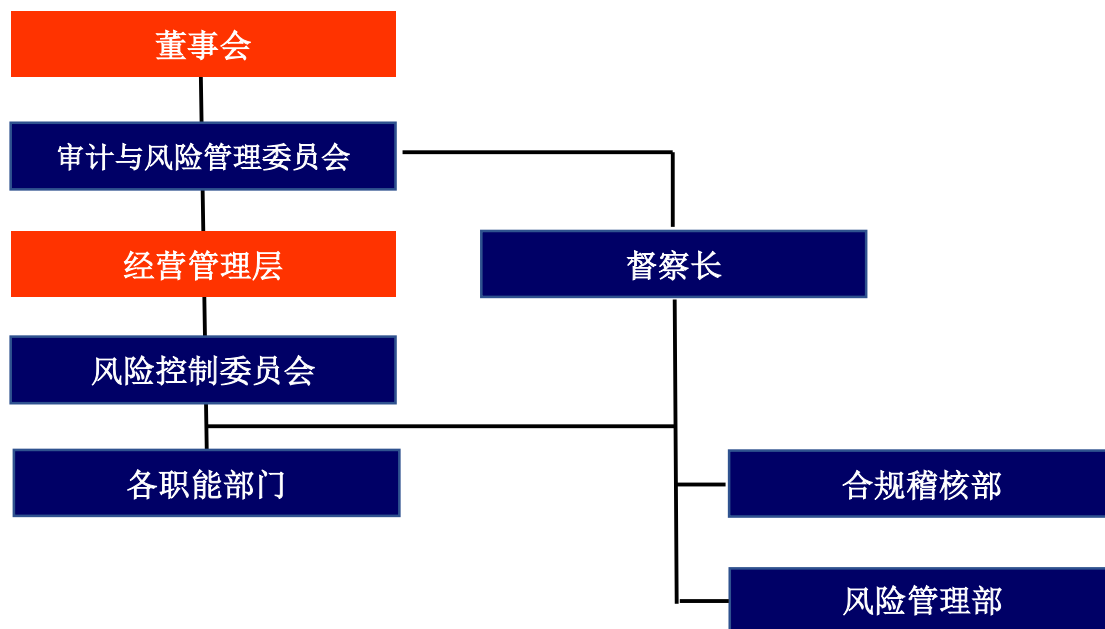 董事会
审计与风险管理委员会
经营管理层
督察长
风险控制委员会
各职能部门
合规稽核部
风险管理部